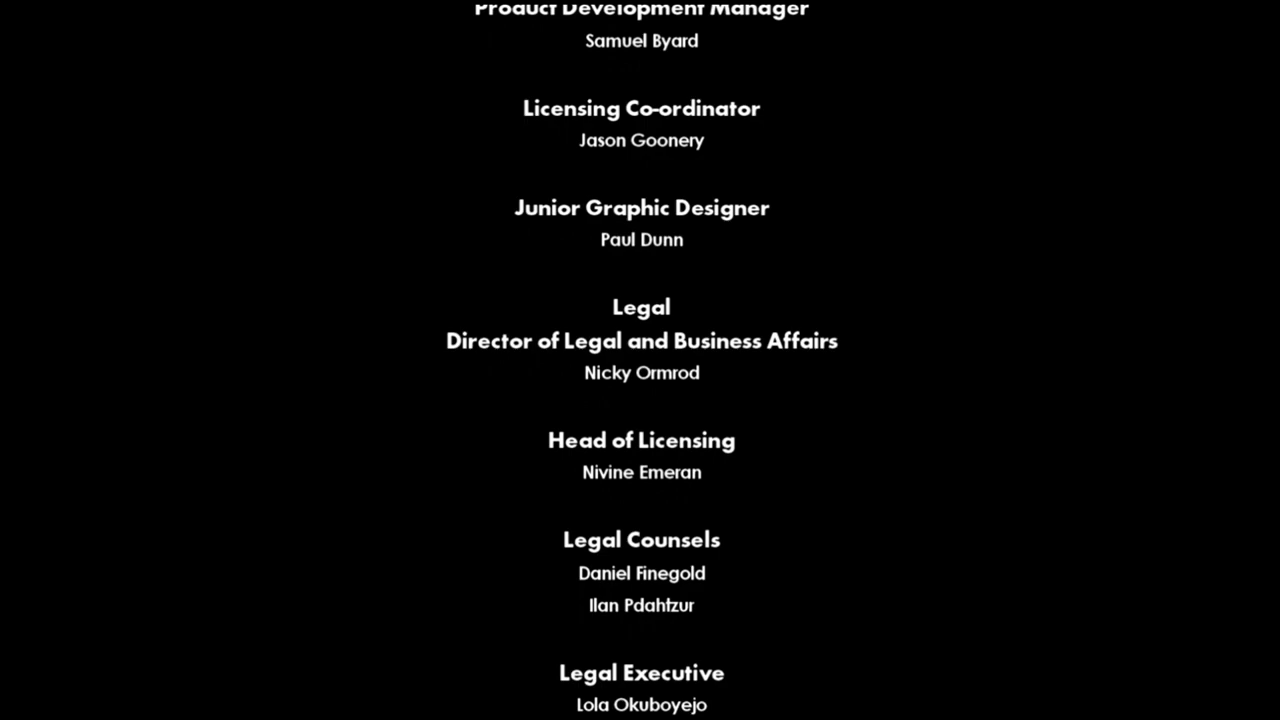 Product Development Manager
Samuel Byard
Licensing Co-ordinator
Jason Goonery
Junior Graphic Designer
Paul Dunn
Legal
Director of Legal and Business Affairs
Nicky Ormrod
Head of Licensing
Nivine Emeran
Legal Counsels
Daniel Finegold
Ilan Pdahtzur
Legal Executive
Lola Okuboyejo